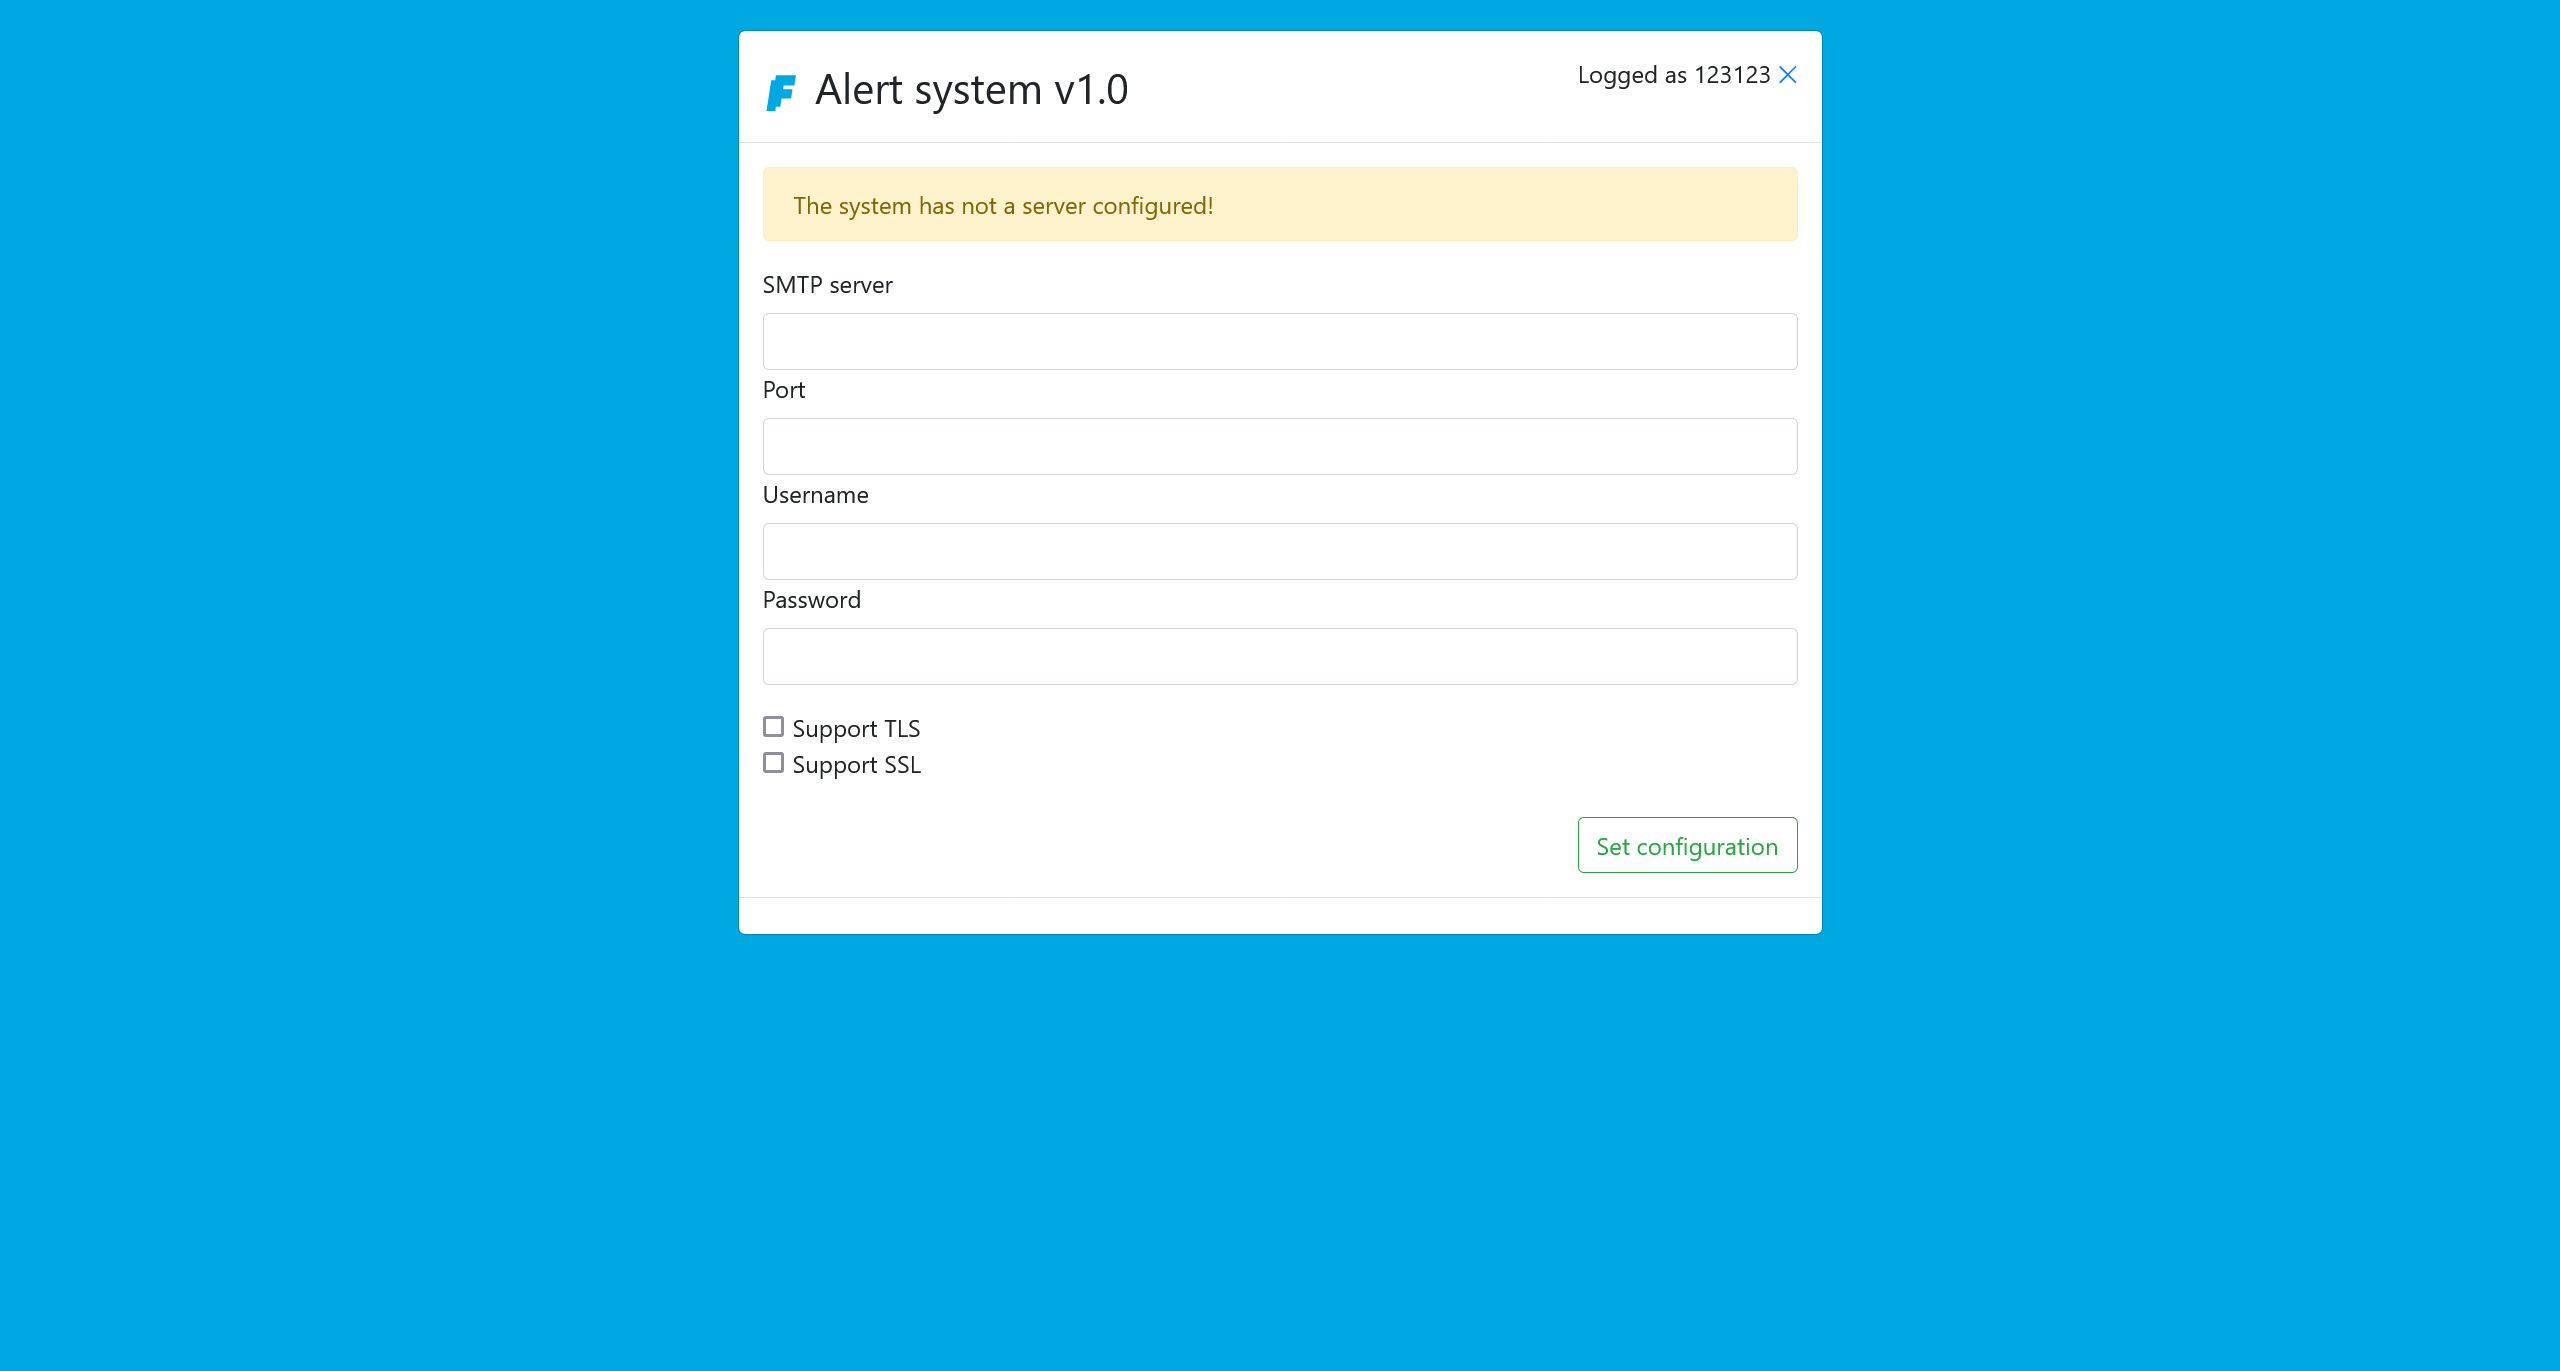 F Alert system v1.0
Logged as 123123
The system has not a server configured!
SMTP server
Port
Username
Password
Support TLS
Support SSL
Set configuration